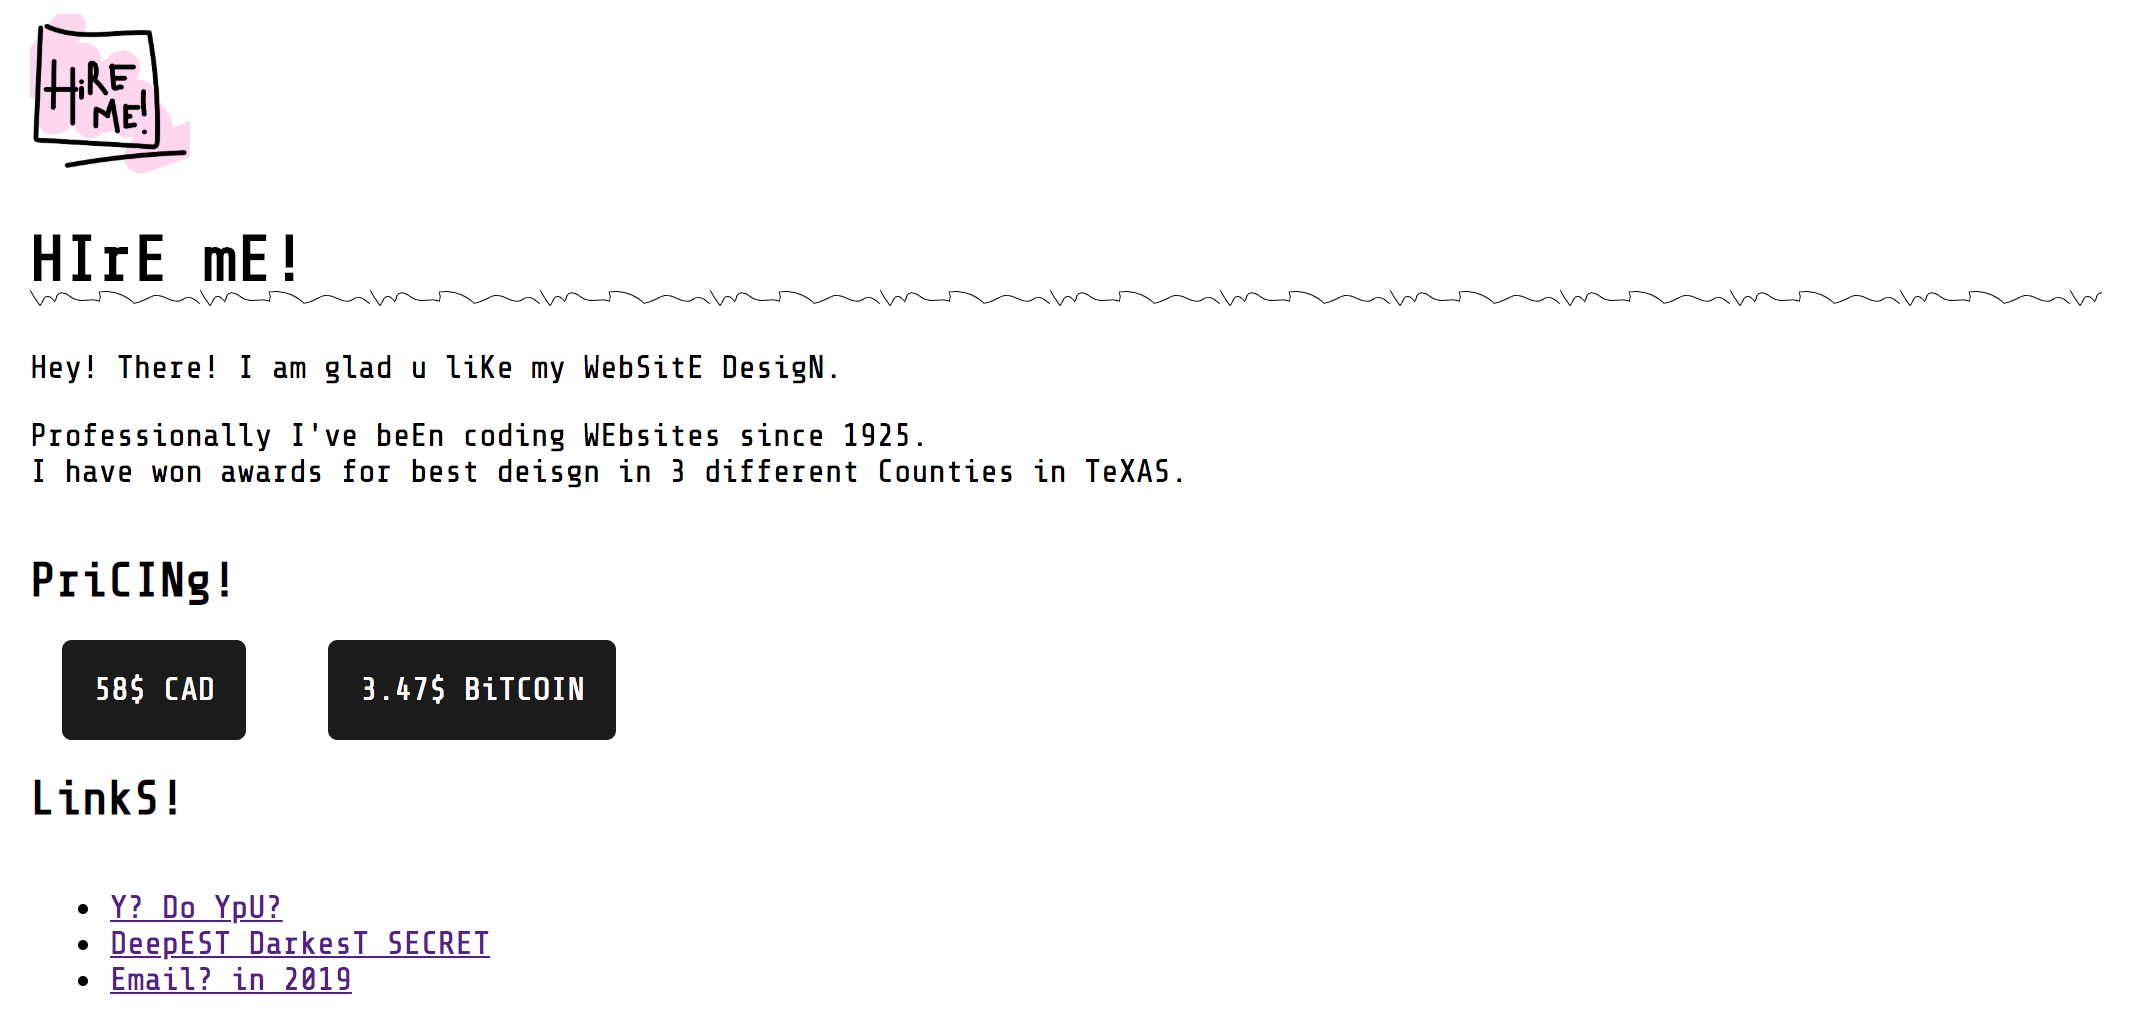 HiRE
ME!
HIrE mE!
Hey! There! I am glad u liKe my WebSitE DesigN.
Professionally I've beEn coding WEbsites since 1925.
I have won awards for best deisgn in 3 different Counties in TeXAS.
PriCINg!
58$ CAD
3.47$ BiTCOIN
LinkS!
Y? Do YpU?
DeepEST DarkesT SECRET
Email? in 2019